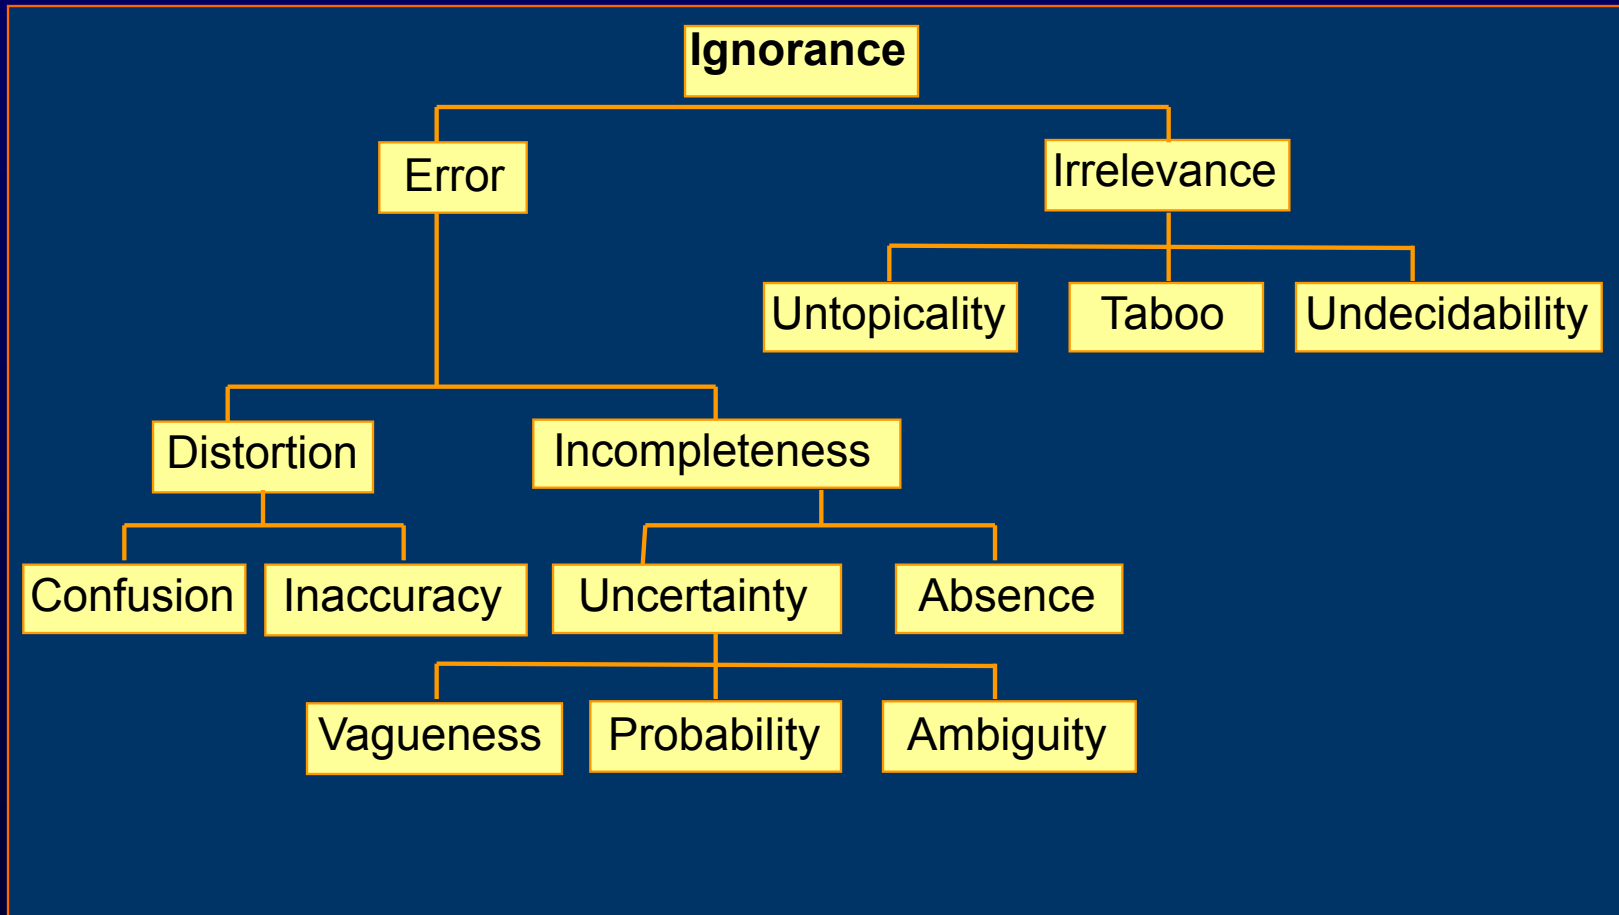 Ignorance
Error
Irrelevance
Untopicality
Taboo
Undecidability
Distortion
Incompleteness
Confusion
Inaccuracy
Uncertainty
Absence
Vagueness
Probability
Ambiguity